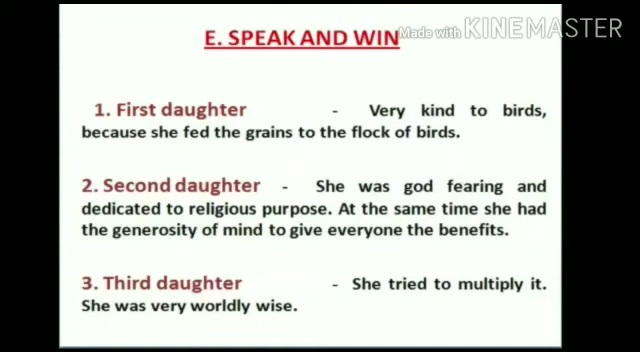 E. SPEAK AND WIN
Made with KINEMASTER
1. First daughter - Very kind to birds,
because she fed the grains to the flock of birds.
2. Second daughter - She was god fearing and
dedicated to religious purpose. At the same time she had
the generosity of mind to give everyone the benefits.
3. Third daughter - She tried to multiply it.
She was very worldly wise.